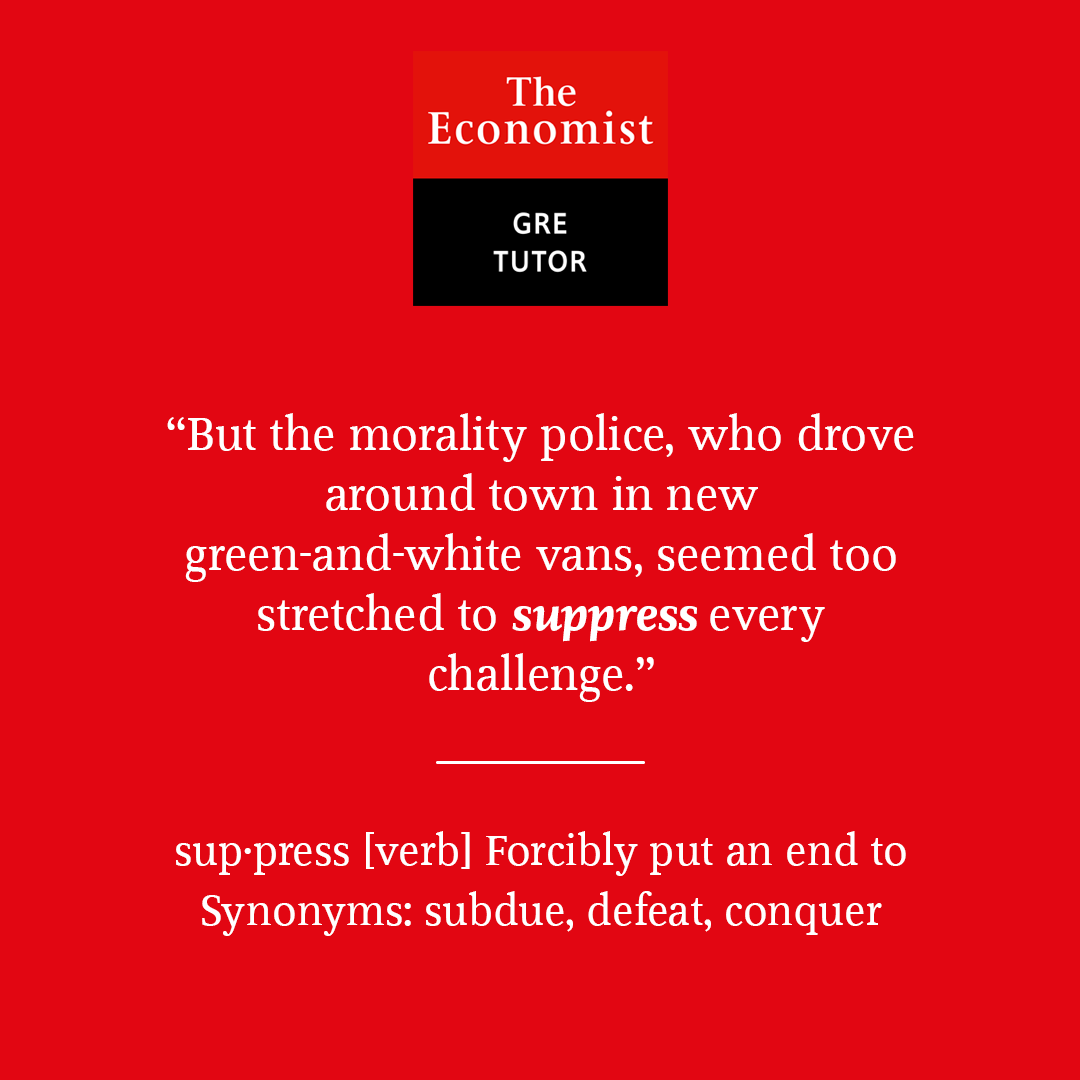 The
Economist
GRE
TUTOR
“But the morality police, who drove
around town in new
green-and-white vans, seemed too
stretched to suppress every
challenge.”
sup·press [verb] Forcibly put an end to
Synonyms: subdue, defeat, conquer